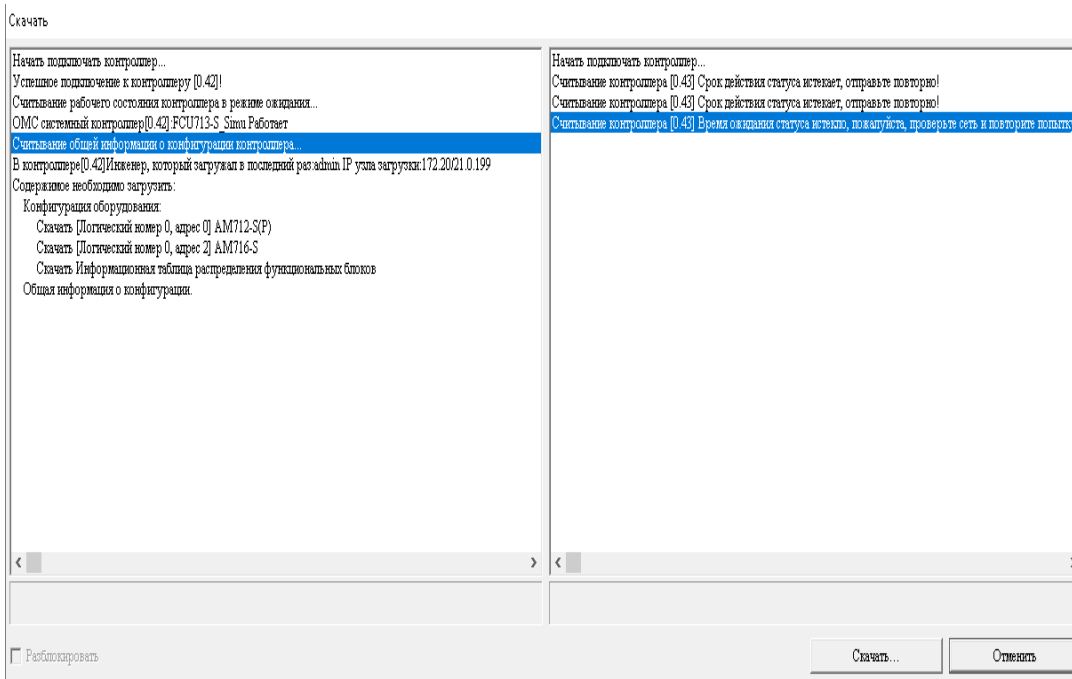 Скачать
Начать подключать контроллер...
Успешное подключение к контроллеру [0.42]!
Считывание рабочего состояния контроллера в режиме ожидания...
ОМС системный контроллер[0.42]:FCU713-S_Simu Работает
Считывание общей информации о конфигурации контроллера...
В контроллере[0.42]Инженер, который загружал в последний раз:admin IP узла загрузки:172.20/21.0.199
Содержимое необходимо загрузить:
Конфигурация оборудования:
Скачать [Логический номер 0, адрес 0] AM712-S(P)
Скачать [Логический номер 0, адрес 2] AM716-S
Скачать Информационная таблица распределения функциональных блоков
Общая информация о конфигурации.
Начать подключать контроллер...
Считывание контроллера [0.43] Срок действия статуса истекает, отправьте повторно!
Считывание контроллера [0.43] Срок действия статуса истекает, отправьте повторно!
Считывание контроллера [0.43] Время ожидания статуса истекло, пожалуйста, проверьте сеть и повторите попытк
Разблокировать
Скачать...
Отменить